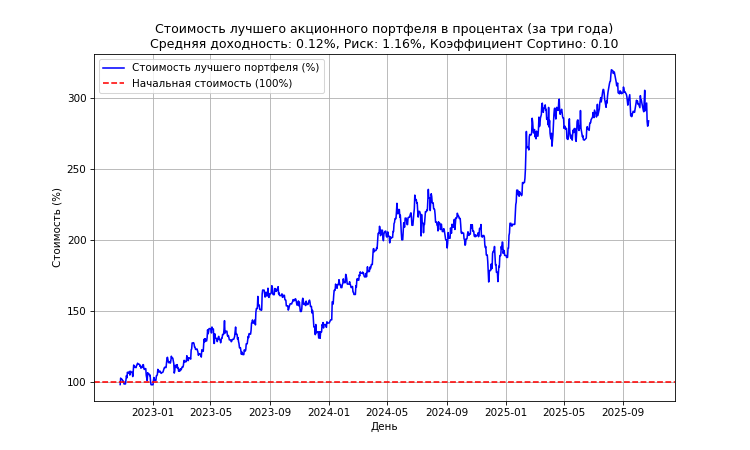 Стоимость лучшего акционного портфеля в процентах (за три года)
Средняя доходность: 0.12%, Риск: 1.16%, Коэффициент Сортино: 0.10
Стоимость лучшего портфеля (%)
Начальная стоимость (100%)
Стоимость (%)
300
250
200
150
100
2023-01 2023-05 2023-09 2024-01 2024-05 2024-09 2025-01 2025-05 2025-09
День